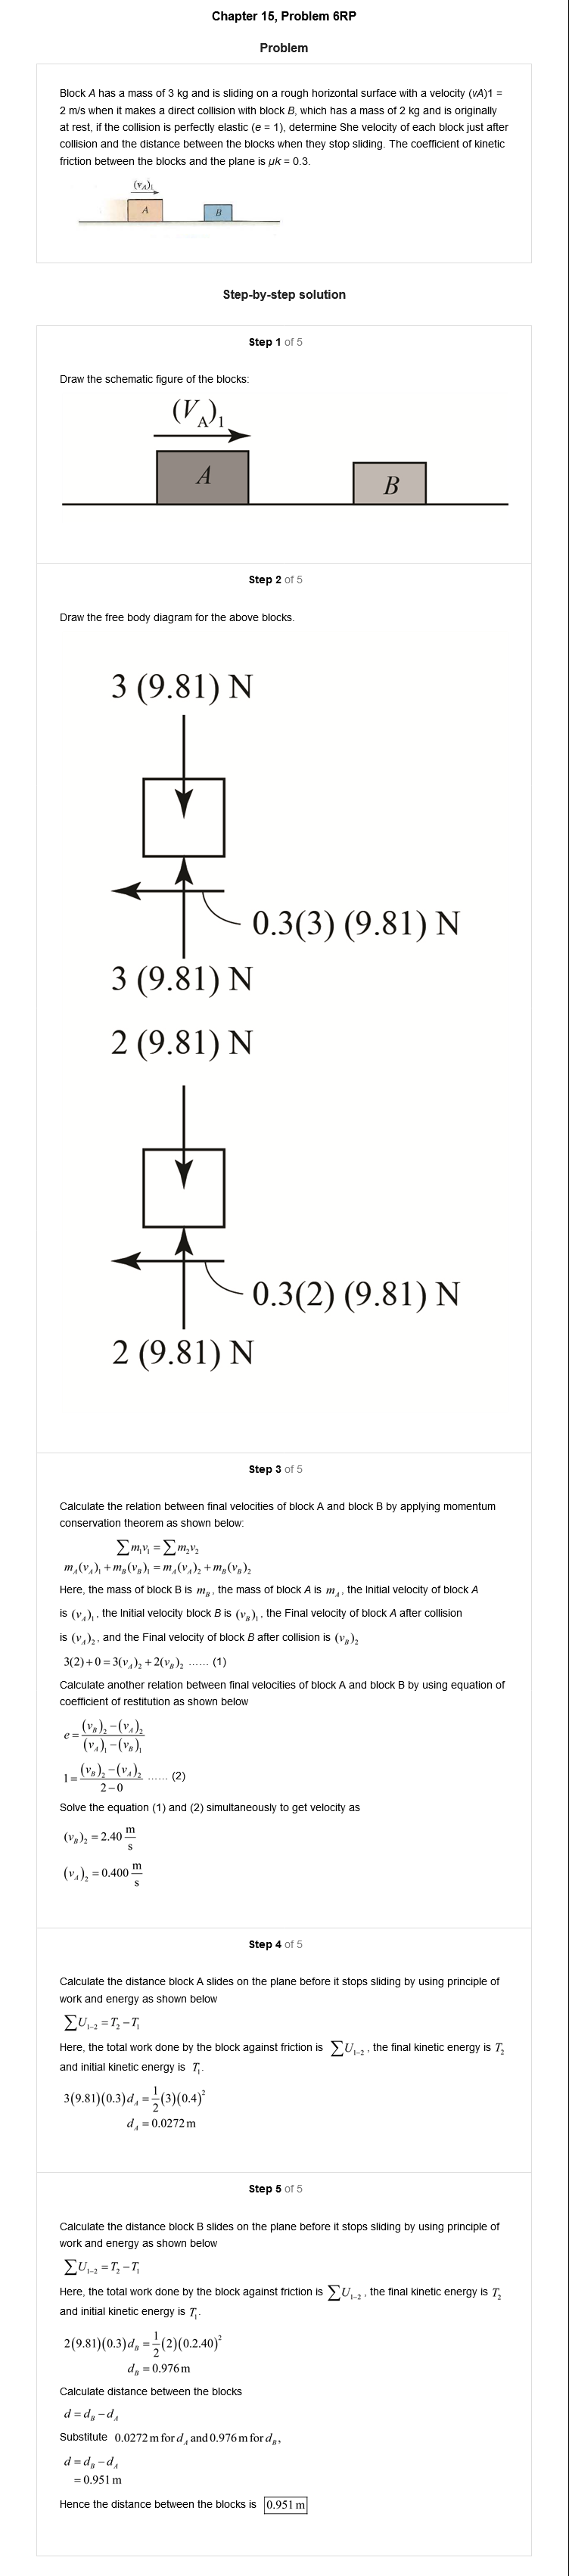 Chapter 15, Problem 6RP
Problem
Block A has a mass of 3 kg and is sliding on a rough horizontal surface with a velocity (vA)1 =
2 m/s when it makes a direct collision with block B, which has a mass of 2 kg and is originally
at rest, if the collision is perfectly elastic (e = 1), determine She velocity of each block just after
collision and the distance between the blocks when they stop sliding. The coefficient of kinetic
friction between the blocks and the plane is μk = 0.3.
(vA)1
A
B
Step-by-step solution
Step 1 of 5
Draw the schematic figure of the blocks:
(V_A)_1
A
B
Step 2 of 5
Draw the free body diagram for the above blocks.
3 (9.81) N
0.3(3) (9.81) N
3 (9.81) N
2 (9.81) N
0.3(2) (9.81) N
2 (9.81) N
Step 3 of 5
Calculate the relation between final velocities of block A and block B by applying momentum
conservation theorem as shown below:
∑m₁v₁ = ∑m₂v₂
m_A(v_A)_1 + m_B(v_B)_1 = m_A(v_A)_2 + m_B(v_B)_2
Here, the mass of block B is m_B, the mass of block A is m_A, the Initial velocity of block A
is (v_A)_1, the Initial velocity block B is (v_B)_1, the Final velocity of block A after collision
is (v_A)_2, and the Final velocity of block B after collision is (v_B)_2
3(2)+0=3(v_A)_2+2(v_B)_2 ...... (1)
Calculate another relation between final velocities of block A and block B by using equation of
coefficient of restitution as shown below
e = ((v_B)_2 − (v_A)_2) / ((v_A)_1 − (v_B)_1)
1 = ((v_B)_2 − (v_A)_2) / (2−0) ...... (2)
Solve the equation (1) and (2) simultaneously to get velocity as
(v_B)_2 = 2.40 m/s
(v_A)_2 = 0.400 m/s
Step 4 of 5
Calculate the distance block A slides on the plane before it stops sliding by using principle of
work and energy as shown below
∑U_{1−2} = T_2 − T_1
Here, the total work done by the block against friction is ∑U_{1−2}, the final kinetic energy is T_2
and initial kinetic energy is T_1.
3(9.81)(0.3)d_A = 1/2(3)(0.4)^2
d_A = 0.0272 m
Step 5 of 5
Calculate the distance block B slides on the plane before it stops sliding by using principle of
work and energy as shown below
∑U_{1−2} = T_2 − T_1
Here, the total work done by the block against friction is ∑U_{1−2}, the final kinetic energy is T_2
and initial kinetic energy is T_1.
2(9.81)(0.3)d_B = 1/2(2)(0.2.40)^2
d_B = 0.976 m
Calculate distance between the blocks
d = d_B − d_A
Substitute 0.0272 m for d_A and 0.976 m for d_B,
d = d_B − d_A
= 0.951 m
Hence the distance between the blocks is 0.951 m